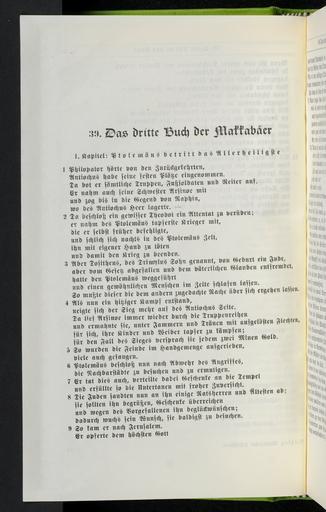 39. Das dritte Buch der Makkabäer
1. Kapitel: Ptolemäus betritt das Allerheiligste
1 Philopator hörte von den Zurückgekehrten,
Antiochus habe seine festen Plätze eingenommen.
Da bot er sämtliche Truppen, Fußsoldaten und Reiter auf.
Er nahm auch seine Schwester Arsinoe mit
und zog bis in die Gegend von Raphia,
wo des Antiochus Heer lagerte. —
2 Da beschloß ein gewisser Theodot ein Attentat zu verüben;
er nahm des Ptolemäus tapferste Krieger mit,
die er selbst früher befehligte,
und schlich sich nachts in des Ptolemäus Zelt,
ihn mit eigener Hand zu töten
und damit den Krieg zu beenden.
3 Aber Dositheus, des Drimylus Sohn genannt, von Geburt ein Jude,
aber vom Gesetz abgefallen und dem väterlichen Glauben entfremdet,
hatte den Ptolemäus weggeführt
und einen gewöhnlichen Menschen im Zelte schlafen lassen.
So mußte dieser die dem andern zugedachte Rache über sich ergehen lassen.
4 Als nun ein hitziger Kampf entstand,
neigte sich der Sieg mehr auf des Antiochus Seite.
Da lief Arsinoe immer wieder durch die Truppenreihen
und ermahnte sie, unter Jammern und Tränen mit aufgelösten Flechten,
für sich, ihre Kinder und Weiber tapfer zu kämpfen;
für den Fall des Sieges versprach sie jedem zwei Minen Gold.
5 So wurden die Feinde im Handgemenge aufgerieben,
viele auch gefangen.
6 Ptolemäus beschloß nun nach Abwehr des Angriffes,
die Nachbarstädte zu besuchen und zu ermutigen.
7 Er tat dies auch, verteilte dabei Geschenke an die Tempel
und erfüllte so die Untertanen mit froher Zuversicht.
8 Die Juden sandten nun an ihn einige Ratsherren und Ältesten ab;
sie sollten ihn begrüßen, Geschenke überreichen
und wegen des Vorgefallenen ihn beglückwünschen;
dadurch wuchs sein Wunsch, sie baldigst zu besuchen.
9 So kam er nach Jerusalem.
Er opferte dem höchsten Gott